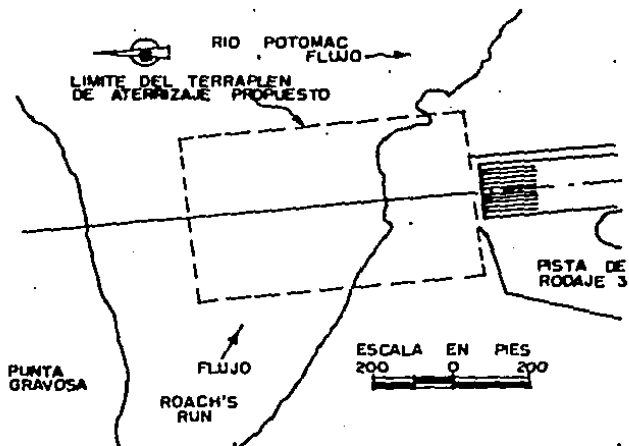 RIO POTOMAC
FLUJO
LIMITE DEL TERRAPLEN
DE ATERRIZAJE PROPUESTO
PISTA DE
RODAJE 3
FLUJO
ESCALA EN PIES
200 0 200
PUNTA
GRAVOSA
ROACH'S
RUN